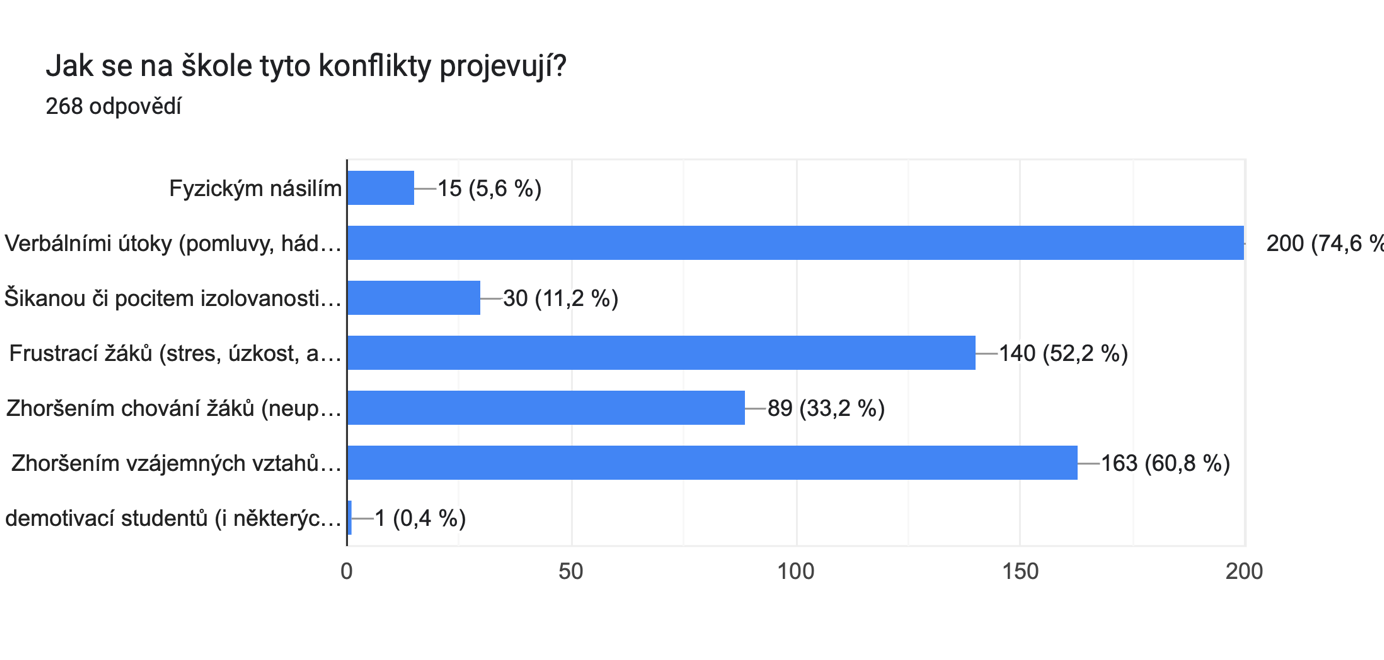 Jak se na škole tyto konflikty projevují?
268 odpovědí
Fyzickým násilím 15 (5,6 %)
Verbálními útoky (pomluvy, hád… 200 (74,6 %
Šikanou či pocitem izolovanosti… 30 (11,2 %)
Frustrací žáků (stres, úzkost, a… 140 (52,2 %)
Zhoršením chování žáků (neup… 89 (33,2 %)
Zhoršením vzájemných vztahů… 163 (60,8 %)
demotivací studentů (i některýc… 1 (0,4 %)
0 50 100 150 200